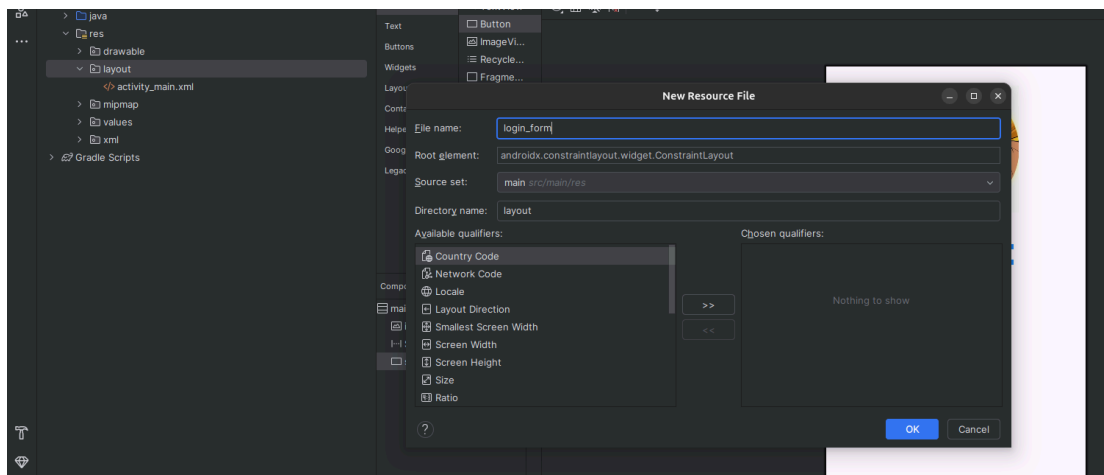 java
res
drawable
layout
activity_main.xml
mipmap
values
xml
Gradle Scripts
Text
Buttons
Widgets
Button
ImageVi...
Recycle...
Fragme...
New Resource File
File name:
login_form
Root element:
androidx.constraintlayout.widget.ConstraintLayout
Source set:
main src/main/res
Directory name:
layout
Available qualifiers:
Chosen qualifiers:
Country Code
Network Code
Locale
Layout Direction
Smallest Screen Width
Screen Width
Screen Height
Size
Ratio
>>
<<
Nothing to show
?
OK
Cancel